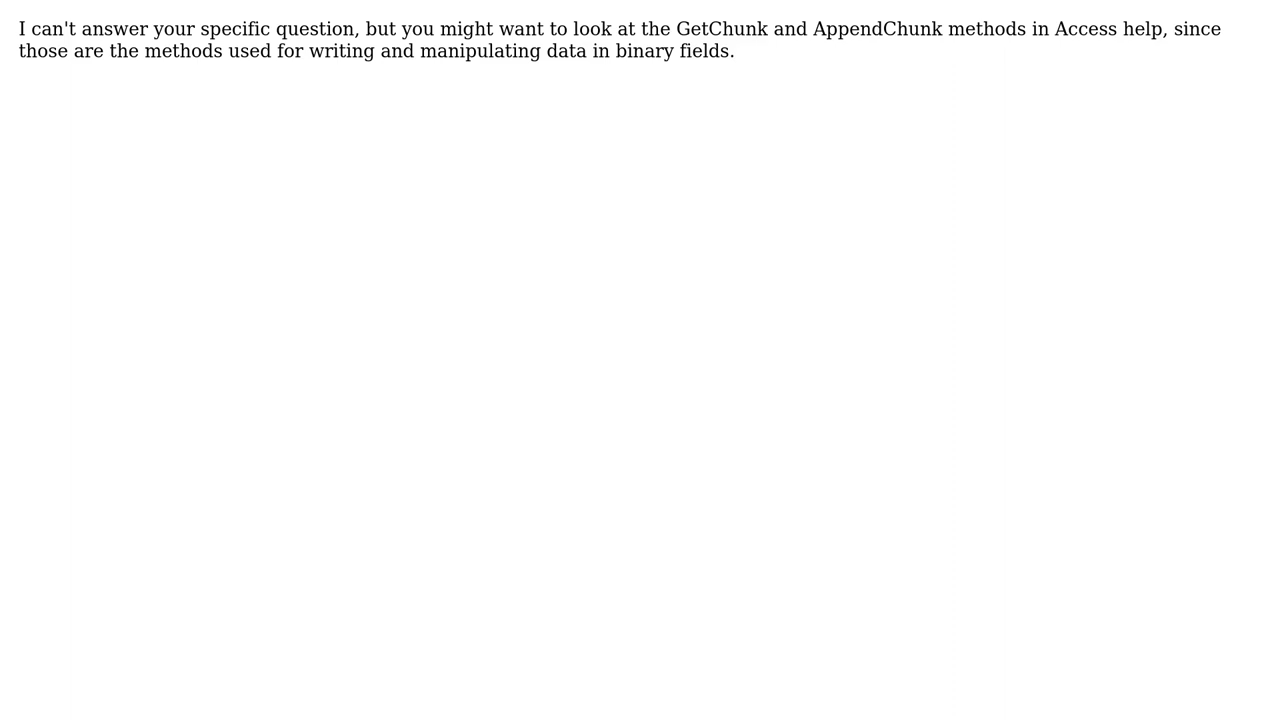 I can't answer your specific question, but you might want to look at the GetChunk and AppendChunk methods in Access help, since
those are the methods used for writing and manipulating data in binary fields.